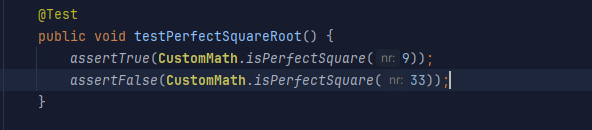 @Test
public void testPerfectSquareRoot() {
assertTrue(CustomMath.isPerfectSquare( nr: 9));
assertFalse(CustomMath.isPerfectSquare( nr: 33));
}